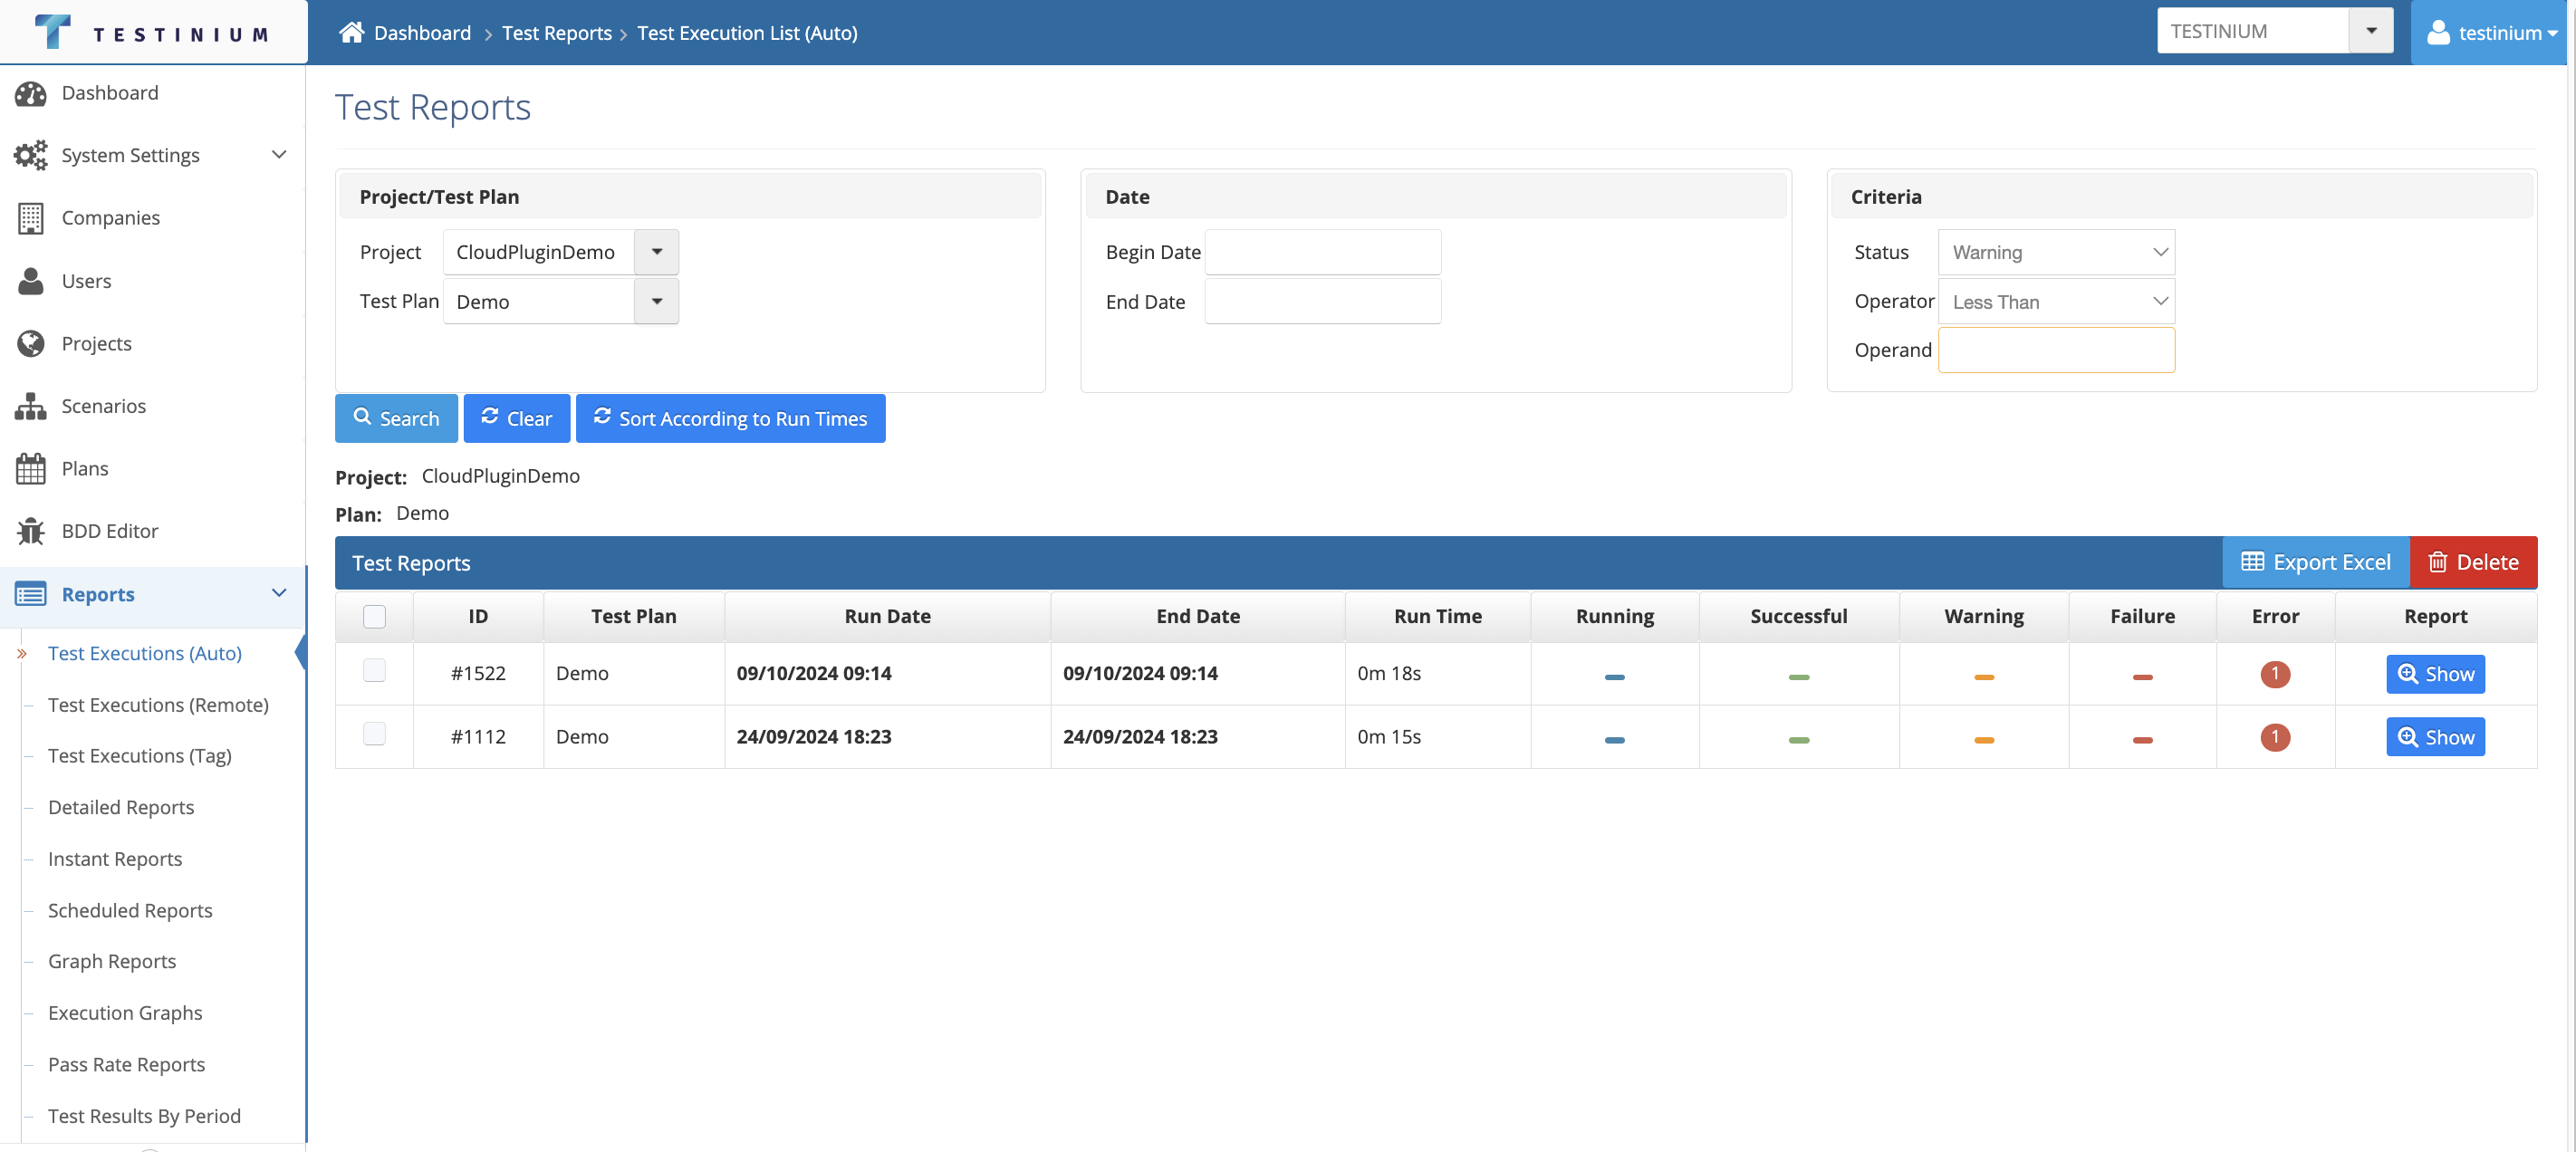 TESTINIUM
Dashboard > Test Reports > Test Execution List (Auto)
TESTINIUM
testinium
Dashboard
System Settings
Companies
Users
Projects
Scenarios
Plans
BDD Editor
Reports
» Test Executions (Auto)
Test Executions (Remote)
Test Executions (Tag)
Detailed Reports
Instant Reports
Scheduled Reports
Graph Reports
Execution Graphs
Pass Rate Reports
Test Results By Period
Test Reports
Project/Test Plan
Project CloudPluginDemo
Test Plan Demo
Date
Begin Date
End Date
Criteria
Status Warning
Operator Less Than
Operand
Search Clear Sort According to Run Times
Project: CloudPluginDemo
Plan: Demo
Test Reports Export Excel Delete
ID Test Plan Run Date End Date Run Time Running Successful Warning Failure Error Report
#1522 Demo 09/10/2024 09:14 09/10/2024 09:14 0m 18s 1 Show
#1112 Demo 24/09/2024 18:23 24/09/2024 18:23 0m 15s 1 Show